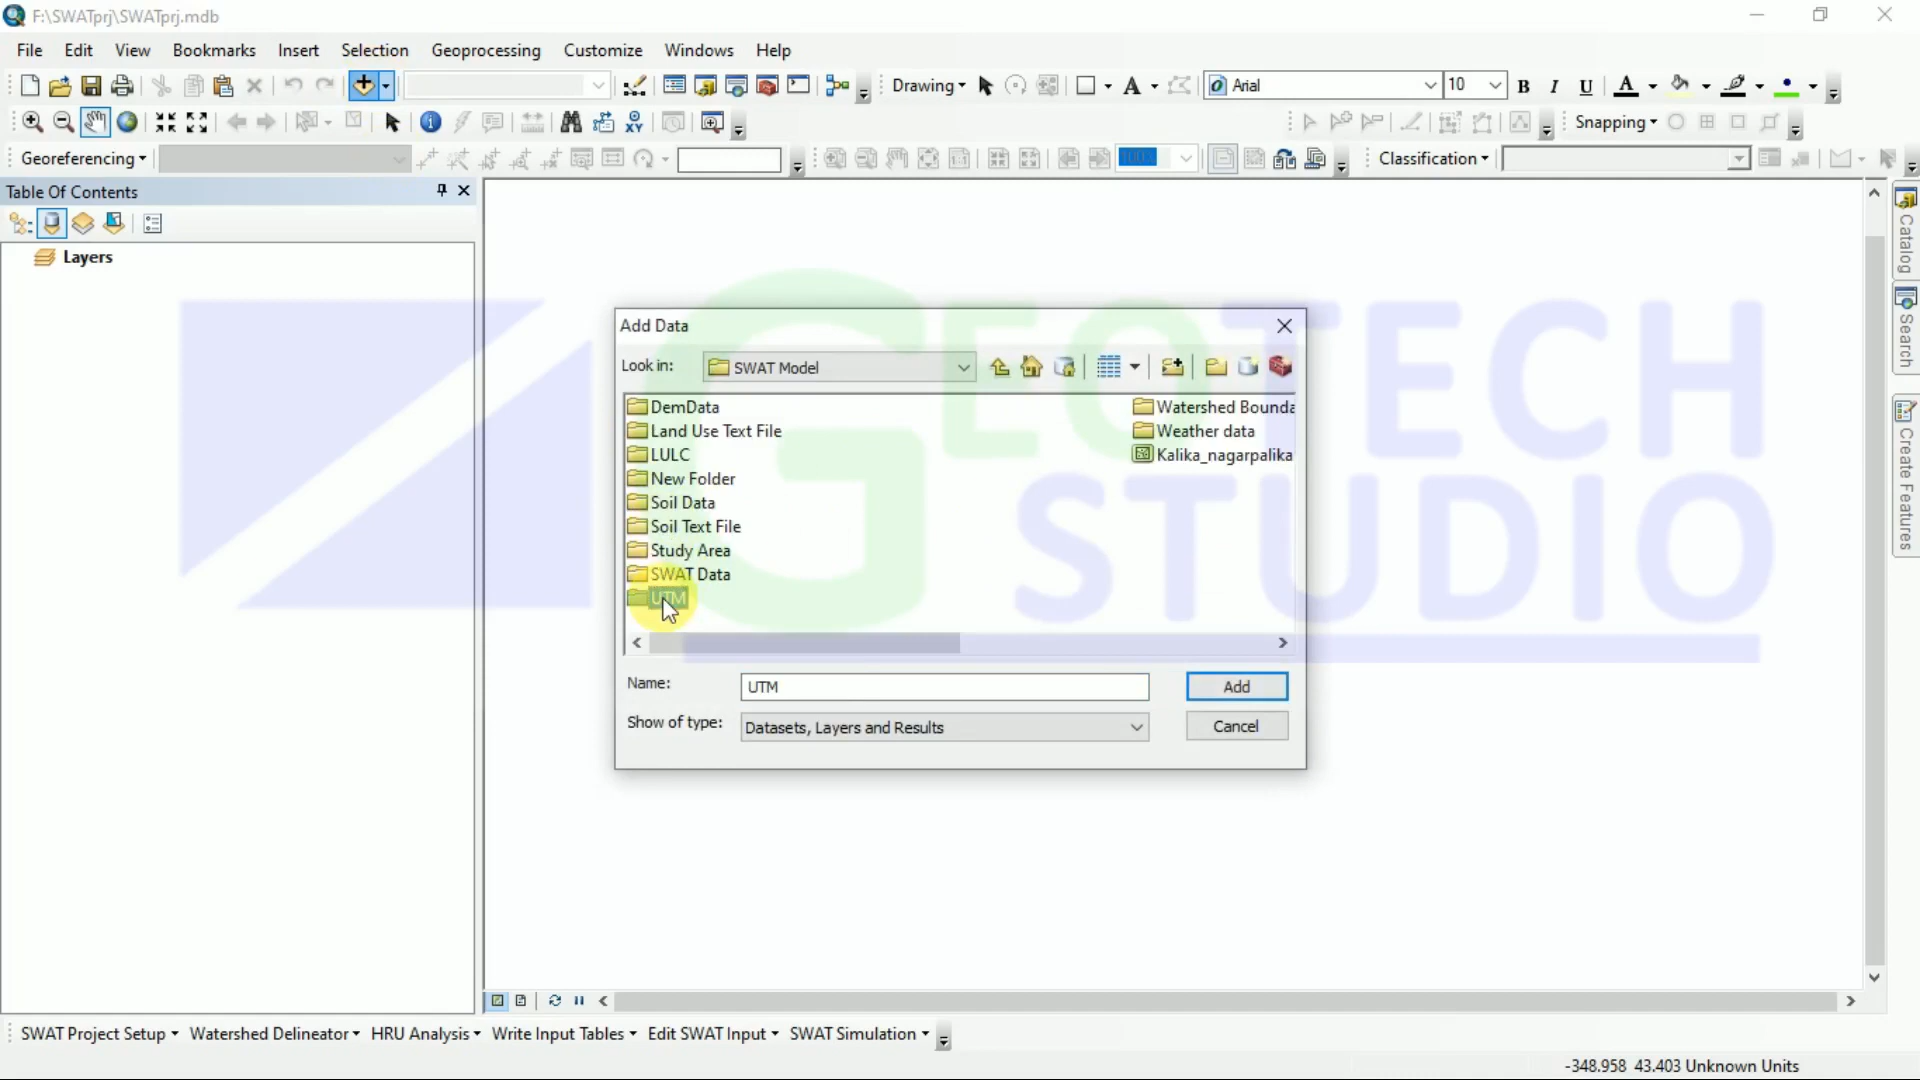 F:\SWATprj\SWATprj.mdb
File Edit View Bookmarks Insert Selection Geoprocessing Customize Windows Help
Drawing Arial 10 B I U A
Snapping
Georeferencing
Classification
Table Of Contents
Layers
Catalog
Search
Create Features
GEOTECH
STUDIO
Add Data
Look in: SWAT Model
DemData
Land Use Text File
LULC
New Folder
Soil Data
Soil Text File
Study Area
SWAT Data
UTM
Watershed Bounda
Weather data
Kalika_nagarpalika
Name: UTM Add
Show of type: Datasets, Layers and Results Cancel
SWAT Project Setup Watershed Delineator HRU Analysis Write Input Tables Edit SWAT Input SWAT Simulation
-348.958 43.403 Unknown Units